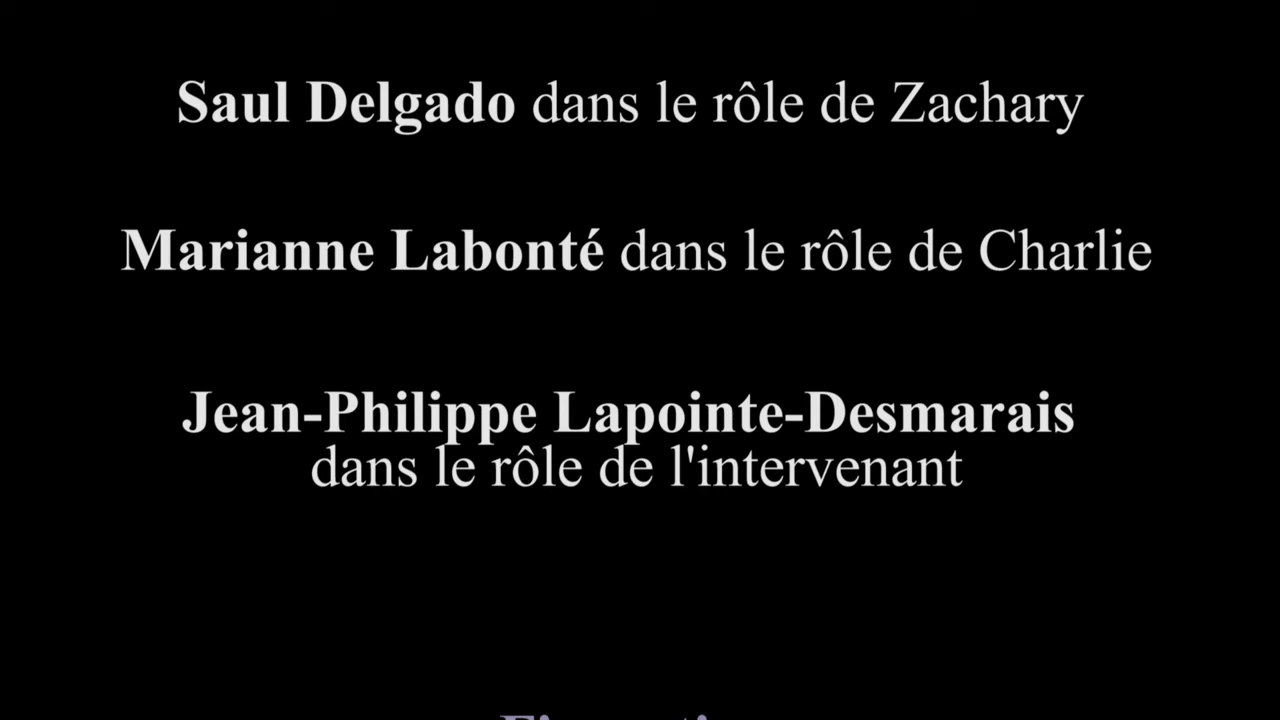 Saul Delgado dans le rôle de Zachary
Marianne Labonté dans le rôle de Charlie
Jean-Philippe Lapointe-Desmarais
dans le rôle de l'intervenant